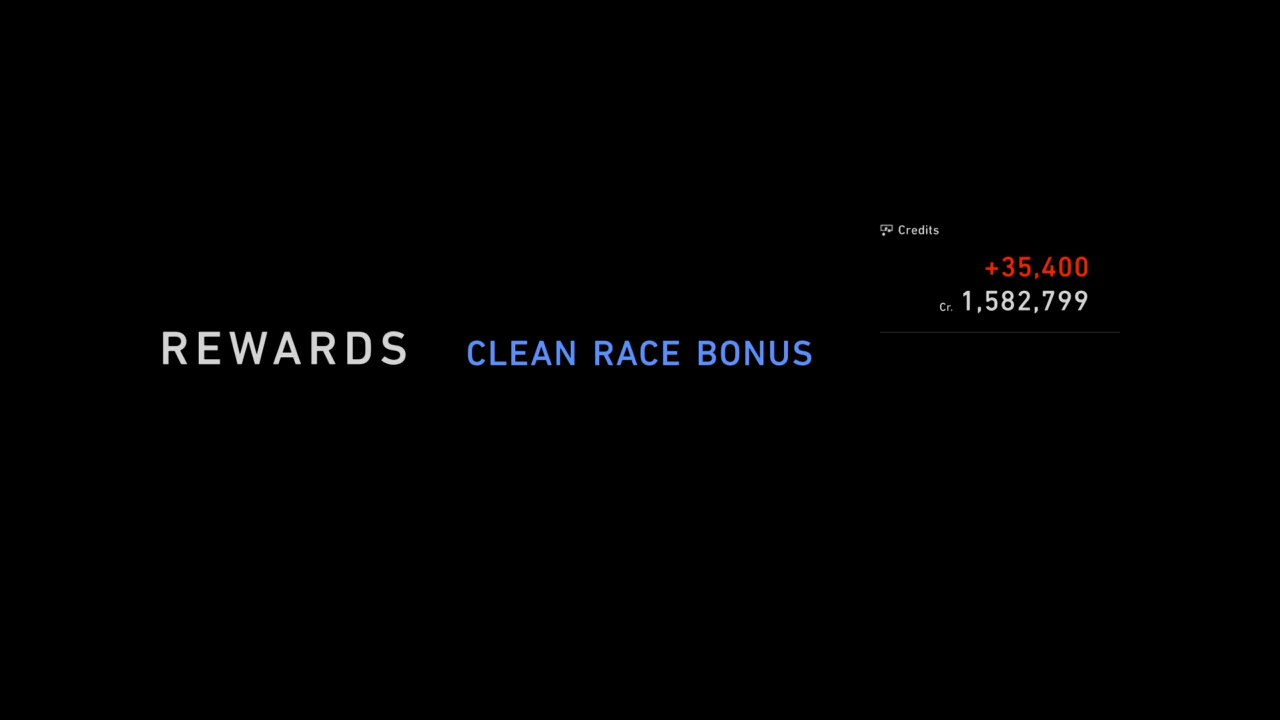 Credits
+35,400
Cr. 1,582,799
REWARDS
CLEAN RACE BONUS